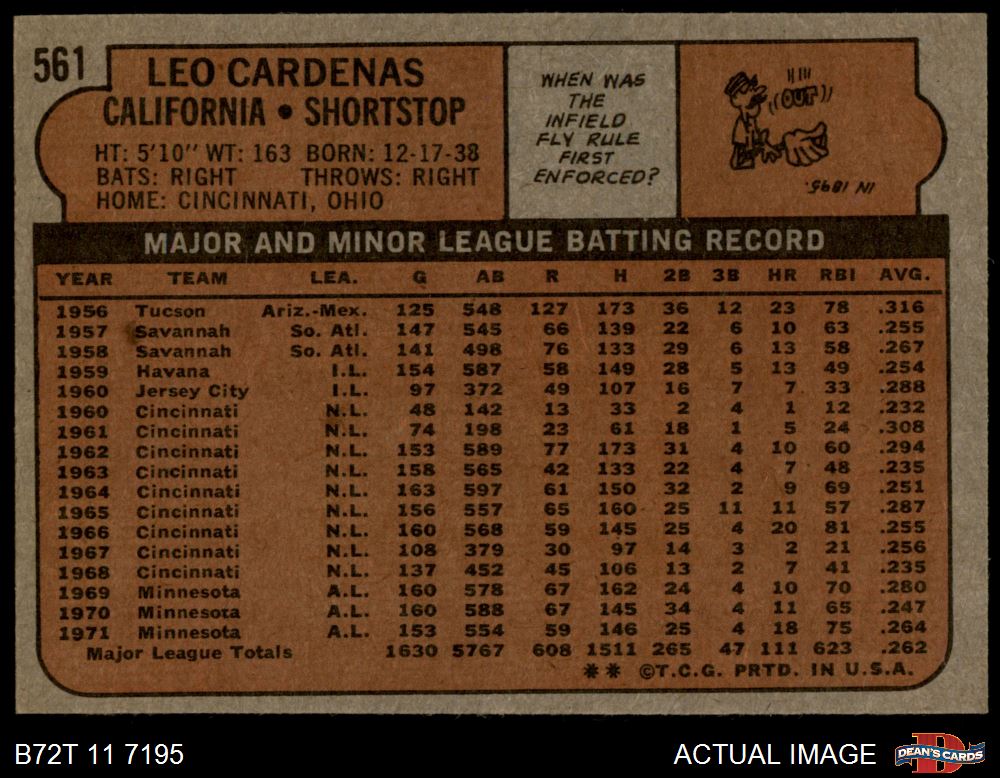 561
LEO CARDENAS
CALIFORNIA • SHORTSTOP
HT: 5'10" WT: 163 BORN: 12-17-38
BATS: RIGHT THROWS: RIGHT
HOME: CINCINNATI, OHIO
WHEN WAS
THE
INFIELD
FLY RULE
FIRST
ENFORCED?
OUT
IN 1895.
MAJOR AND MINOR LEAGUE BATTING RECORD
YEAR TEAM LEA. G AB R H 2B 3B HR RBI AVG.
1956 Tucson Ariz.-Mex. 125 548 127 173 36 12 23 78 .316
1957 Savannah So. Atl. 147 545 66 139 22 6 10 63 .255
1958 Savannah So. Atl. 141 498 76 133 29 6 13 58 .267
1959 Havana I.L. 154 587 58 149 28 5 13 49 .254
1960 Jersey City I.L. 97 372 49 107 16 7 7 33 .288
1960 Cincinnati N.L. 48 142 13 33 2 4 1 12 .232
1961 Cincinnati N.L. 74 198 23 61 18 1 5 24 .308
1962 Cincinnati N.L. 153 589 77 173 31 4 10 60 .294
1963 Cincinnati N.L. 158 565 42 133 22 4 7 48 .235
1964 Cincinnati N.L. 163 597 61 150 32 2 9 69 .251
1965 Cincinnati N.L. 156 557 65 160 25 11 11 57 .287
1966 Cincinnati N.L. 160 568 59 145 25 4 20 81 .255
1967 Cincinnati N.L. 108 379 30 97 14 3 2 21 .256
1968 Cincinnati N.L. 137 452 45 106 13 2 7 41 .235
1969 Minnesota A.L. 160 578 67 162 24 4 10 70 .280
1970 Minnesota A.L. 160 588 67 145 34 4 11 65 .247
1971 Minnesota A.L. 153 554 59 146 25 4 18 75 .264
Major League Totals 1630 5767 608 1511 265 47 111 623 .262
** ©T.C.G. PRTD. IN U.S.A.
B72T 11 7195 ACTUAL IMAGE DEAN'S CARDS